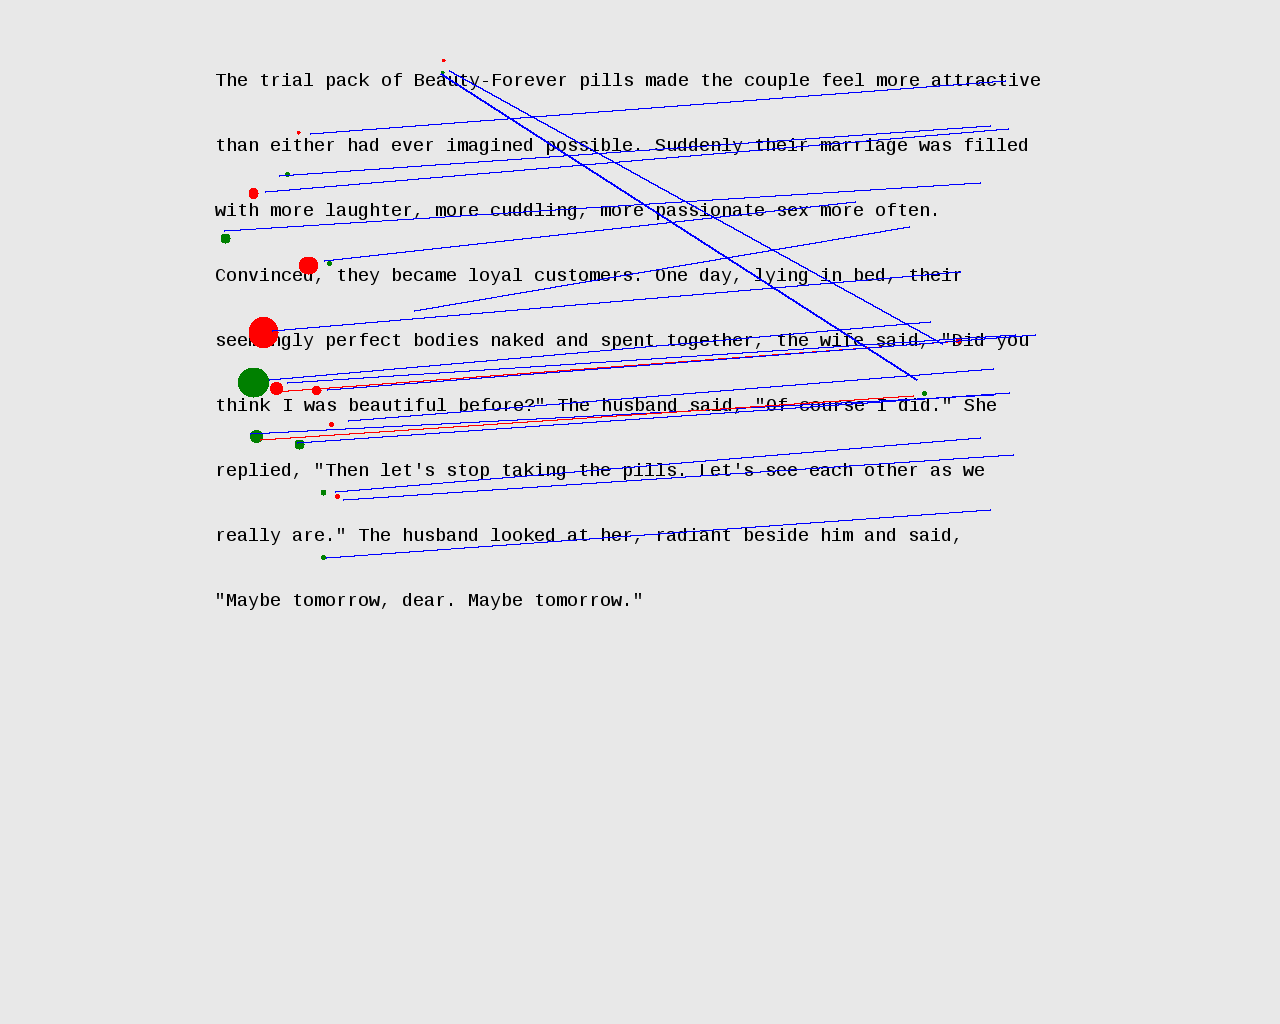 The trial pack of Beauty-Forever pills made the couple feel more attractive
than either had ever imagined possible. Suddenly their marriage was filled
with more laughter, more cuddling, more passionate sex more often.
Convinced, they became loyal customers. One day, lying in bed, their
seemingly perfect bodies naked and spent together, the wife said, "Did you
think I was beautiful before?" The husband said, "Of course I did." She
replied, "Then let's stop taking the pills. Let's see each other as we
really are." The husband looked at her, radiant beside him and said,
"Maybe tomorrow, dear. Maybe tomorrow."